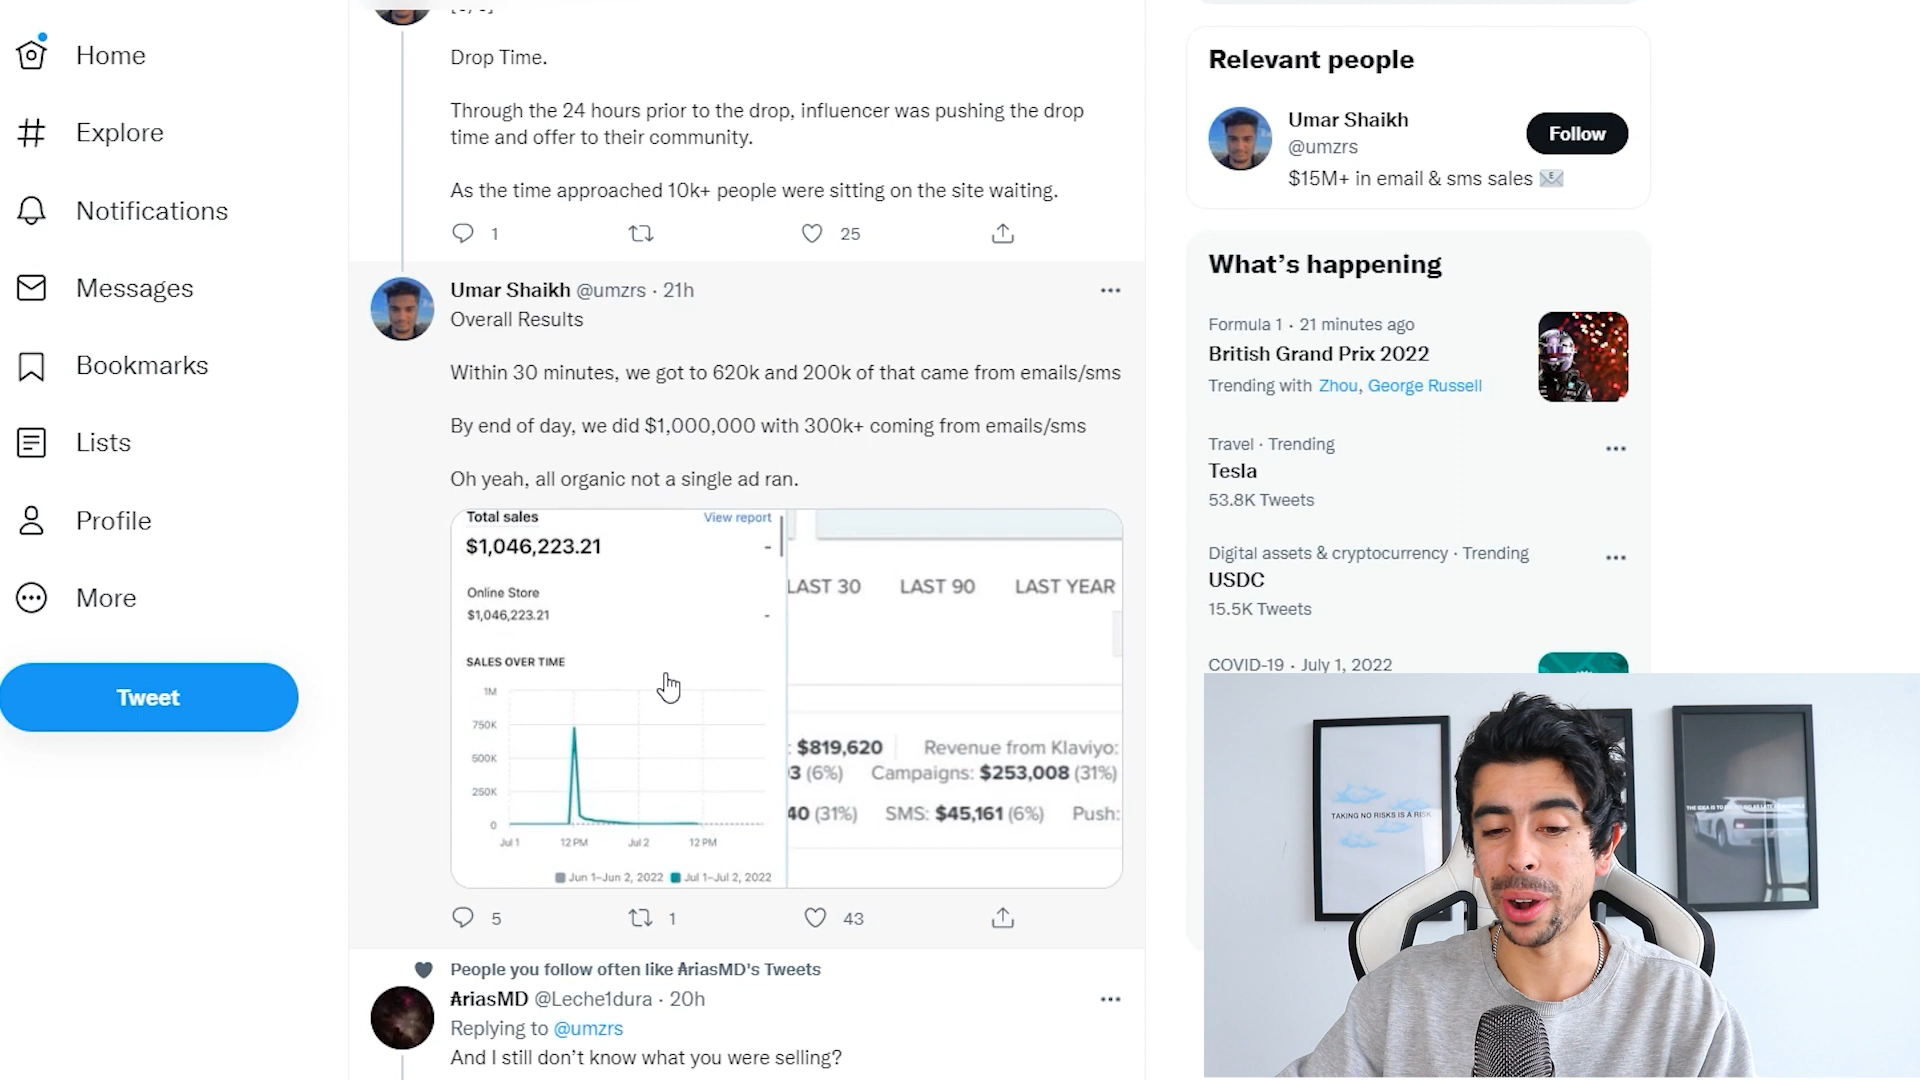 Home
Explore
Notifications
Messages
Bookmarks
Lists
Profile
More
Tweet
Drop Time.
Through the 24 hours prior to the drop, influencer was pushing the drop
time and offer to their community.
As the time approached 10k+ people were sitting on the site waiting.
1
25
Umar Shaikh @umzrs · 21h
Overall Results
Within 30 minutes, we got to 620k and 200k of that came from emails/sms
By end of day, we did $1,000,000 with 300k+ coming from emails/sms
Oh yeah, all organic not a single ad ran.
Total sales
View report
$1,046,223.21
-
Online Store
$1,046,223.21
-
SALES OVER TIME
1M
750K
500K
250K
0
Jul 1
12 PM
Jul 2
12 PM
Jun 1–Jun 2, 2022
Jul 1–Jul 2, 2022
LAST 30
LAST 90
LAST YEAR
: $819,620
Revenue from Klaviyo:
3 (6%)
Campaigns: $253,008 (31%)
40 (31%)
SMS: $45,161 (6%)
Push:
5
1
43
People you follow often like ₳riasMD's Tweets
₳riasMD @Leche1dura · 20h
Replying to @umzrs
And I still don't know what you were selling?
Relevant people
Umar Shaikh
@umzrs
Follow
$15M+ in email & sms sales
What's happening
Formula 1 · 21 minutes ago
British Grand Prix 2022
Trending with Zhou, George Russell
Travel · Trending
Tesla
53.8K Tweets
Digital assets & cryptocurrency · Trending
USDC
15.5K Tweets
COVID-19 · July 1, 2022
TAKING NO RISKS IS A RISK
THE IDEA IS TO